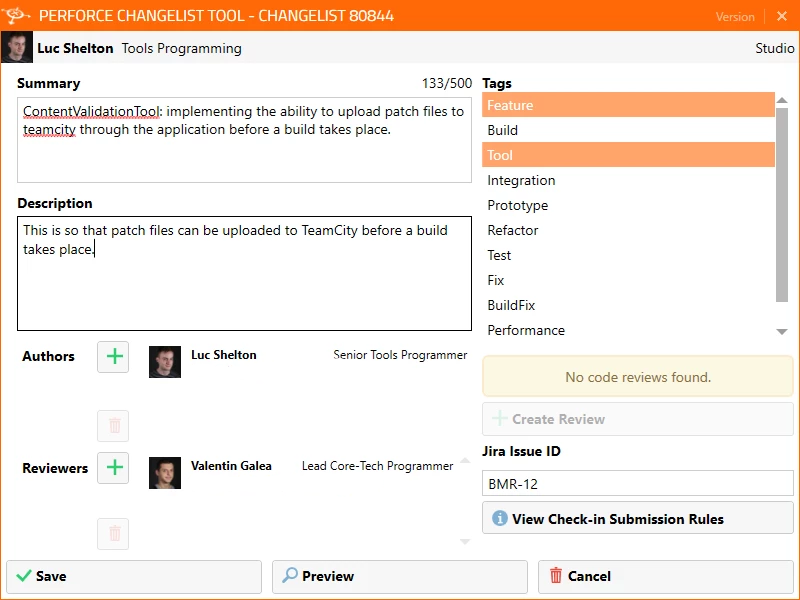 PERFORCE CHANGELIST TOOL - CHANGELIST 80844
Version
Luc Shelton Tools Programming
Studio
Summary
133/500
ContentValidationTool: implementing the ability to upload patch files to
teamcity through the application before a build takes place.
Description
This is so that patch files can be uploaded to TeamCity before a build
takes place.
Authors
Luc Shelton
Senior Tools Programmer
Reviewers
Valentin Galea
Lead Core-Tech Programmer
Tags
Feature
Build
Tool
Integration
Prototype
Refactor
Test
Fix
BuildFix
Performance
No code reviews found.
Create Review
Jira Issue ID
BMR-12
View Check-in Submission Rules
Save
Preview
Cancel